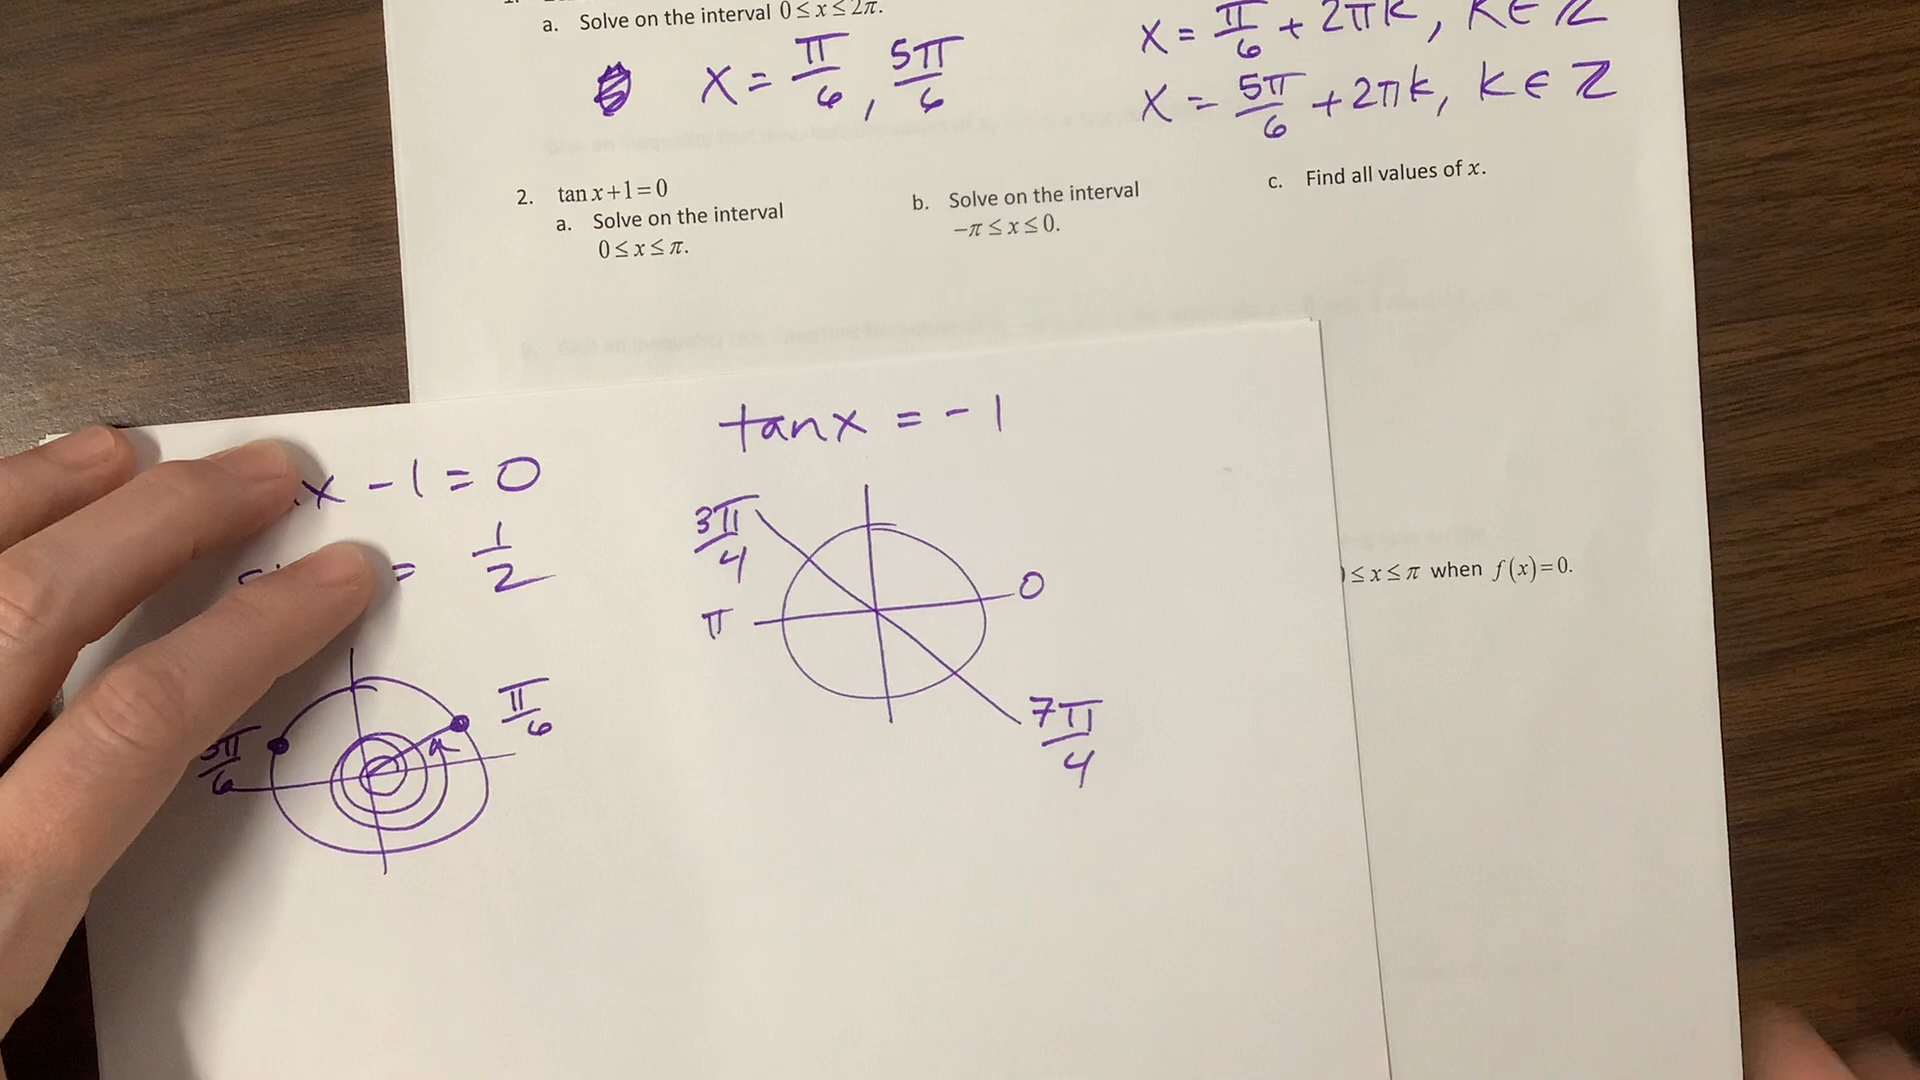 a. Solve on the interval 0≤x≤2π.
x = π/6, 5π/6
x = π/6 + 2πk, k∈ℤ
x = 5π/6 + 2πk, k∈ℤ
2. tan x+1=0
a. Solve on the interval
0≤x≤π.
b. Solve on the interval
−π≤x≤0.
c. Find all values of x.
≤x≤π when f(x)=0.
x − 1 = 0
= 1/2
π/6
5π/6
tanx = −1
3π/4
π
0
7π/4